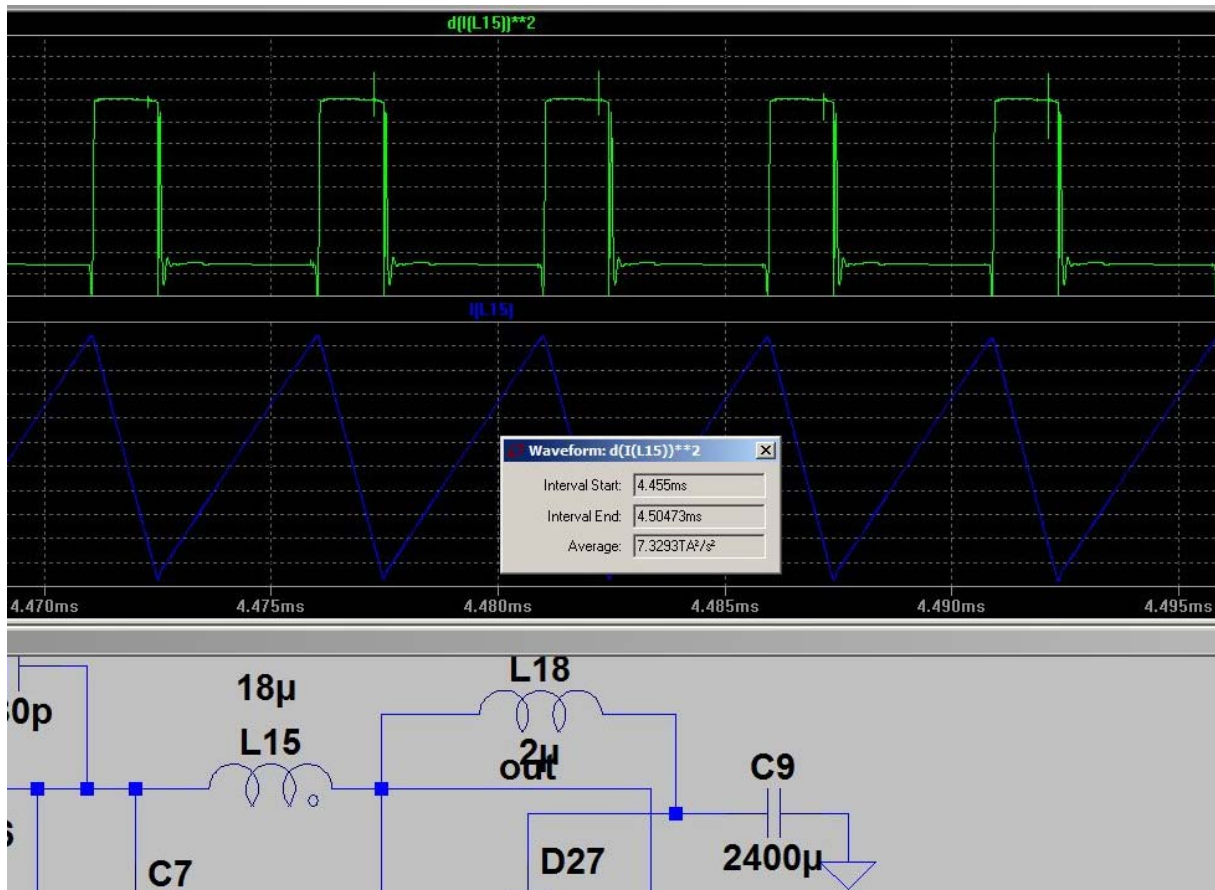 d(I(L15))**2
I(L15)
Waveform: d(I(L15))**2
Interval Start: 4.455ms
Interval End: 4.50473ms
Average: 7.3293TA²/s²
4.470ms 4.475ms 4.480ms 4.485ms 4.490ms 4.495ms
L18
18µ
0p
L15
2µ
out
C9
D27
2400µ
C7